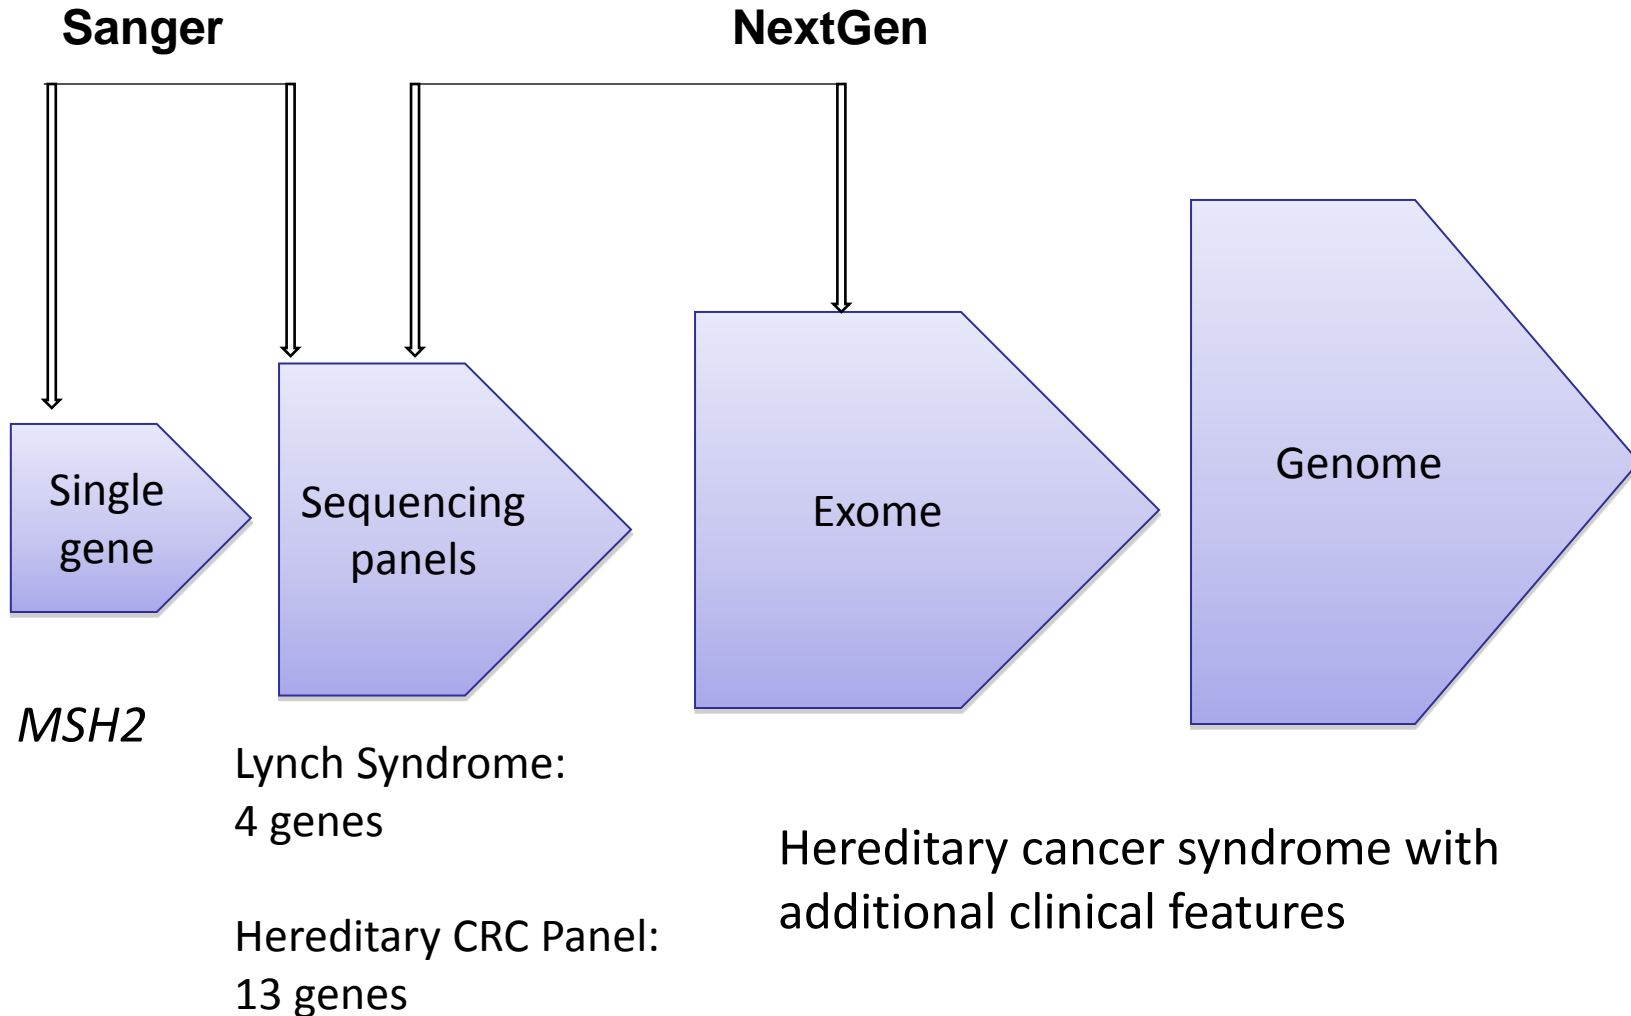 Sanger
NextGen
Single
gene
Sequencing
panels
Exome
Genome
MSH2
Lynch Syndrome:
4 genes
Hereditary CRC Panel:
13 genes
Hereditary cancer syndrome with
additional clinical features